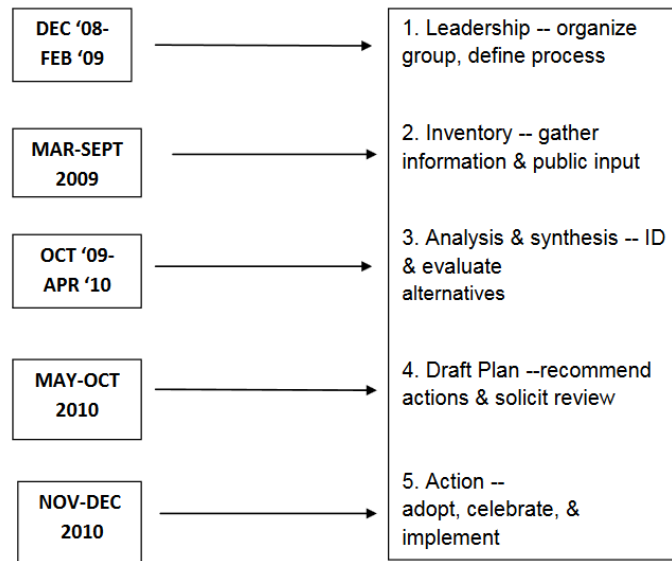 DEC ‘08-
FEB ‘09
1. Leadership -- organize
group, define process
MAR-SEPT
2009
2. Inventory -- gather
information & public input
OCT ‘09-
APR ‘10
3. Analysis & synthesis -- ID
& evaluate
alternatives
MAY-OCT
2010
4. Draft Plan --recommend
actions & solicit review
NOV-DEC
2010
5. Action --
adopt, celebrate, &
implement